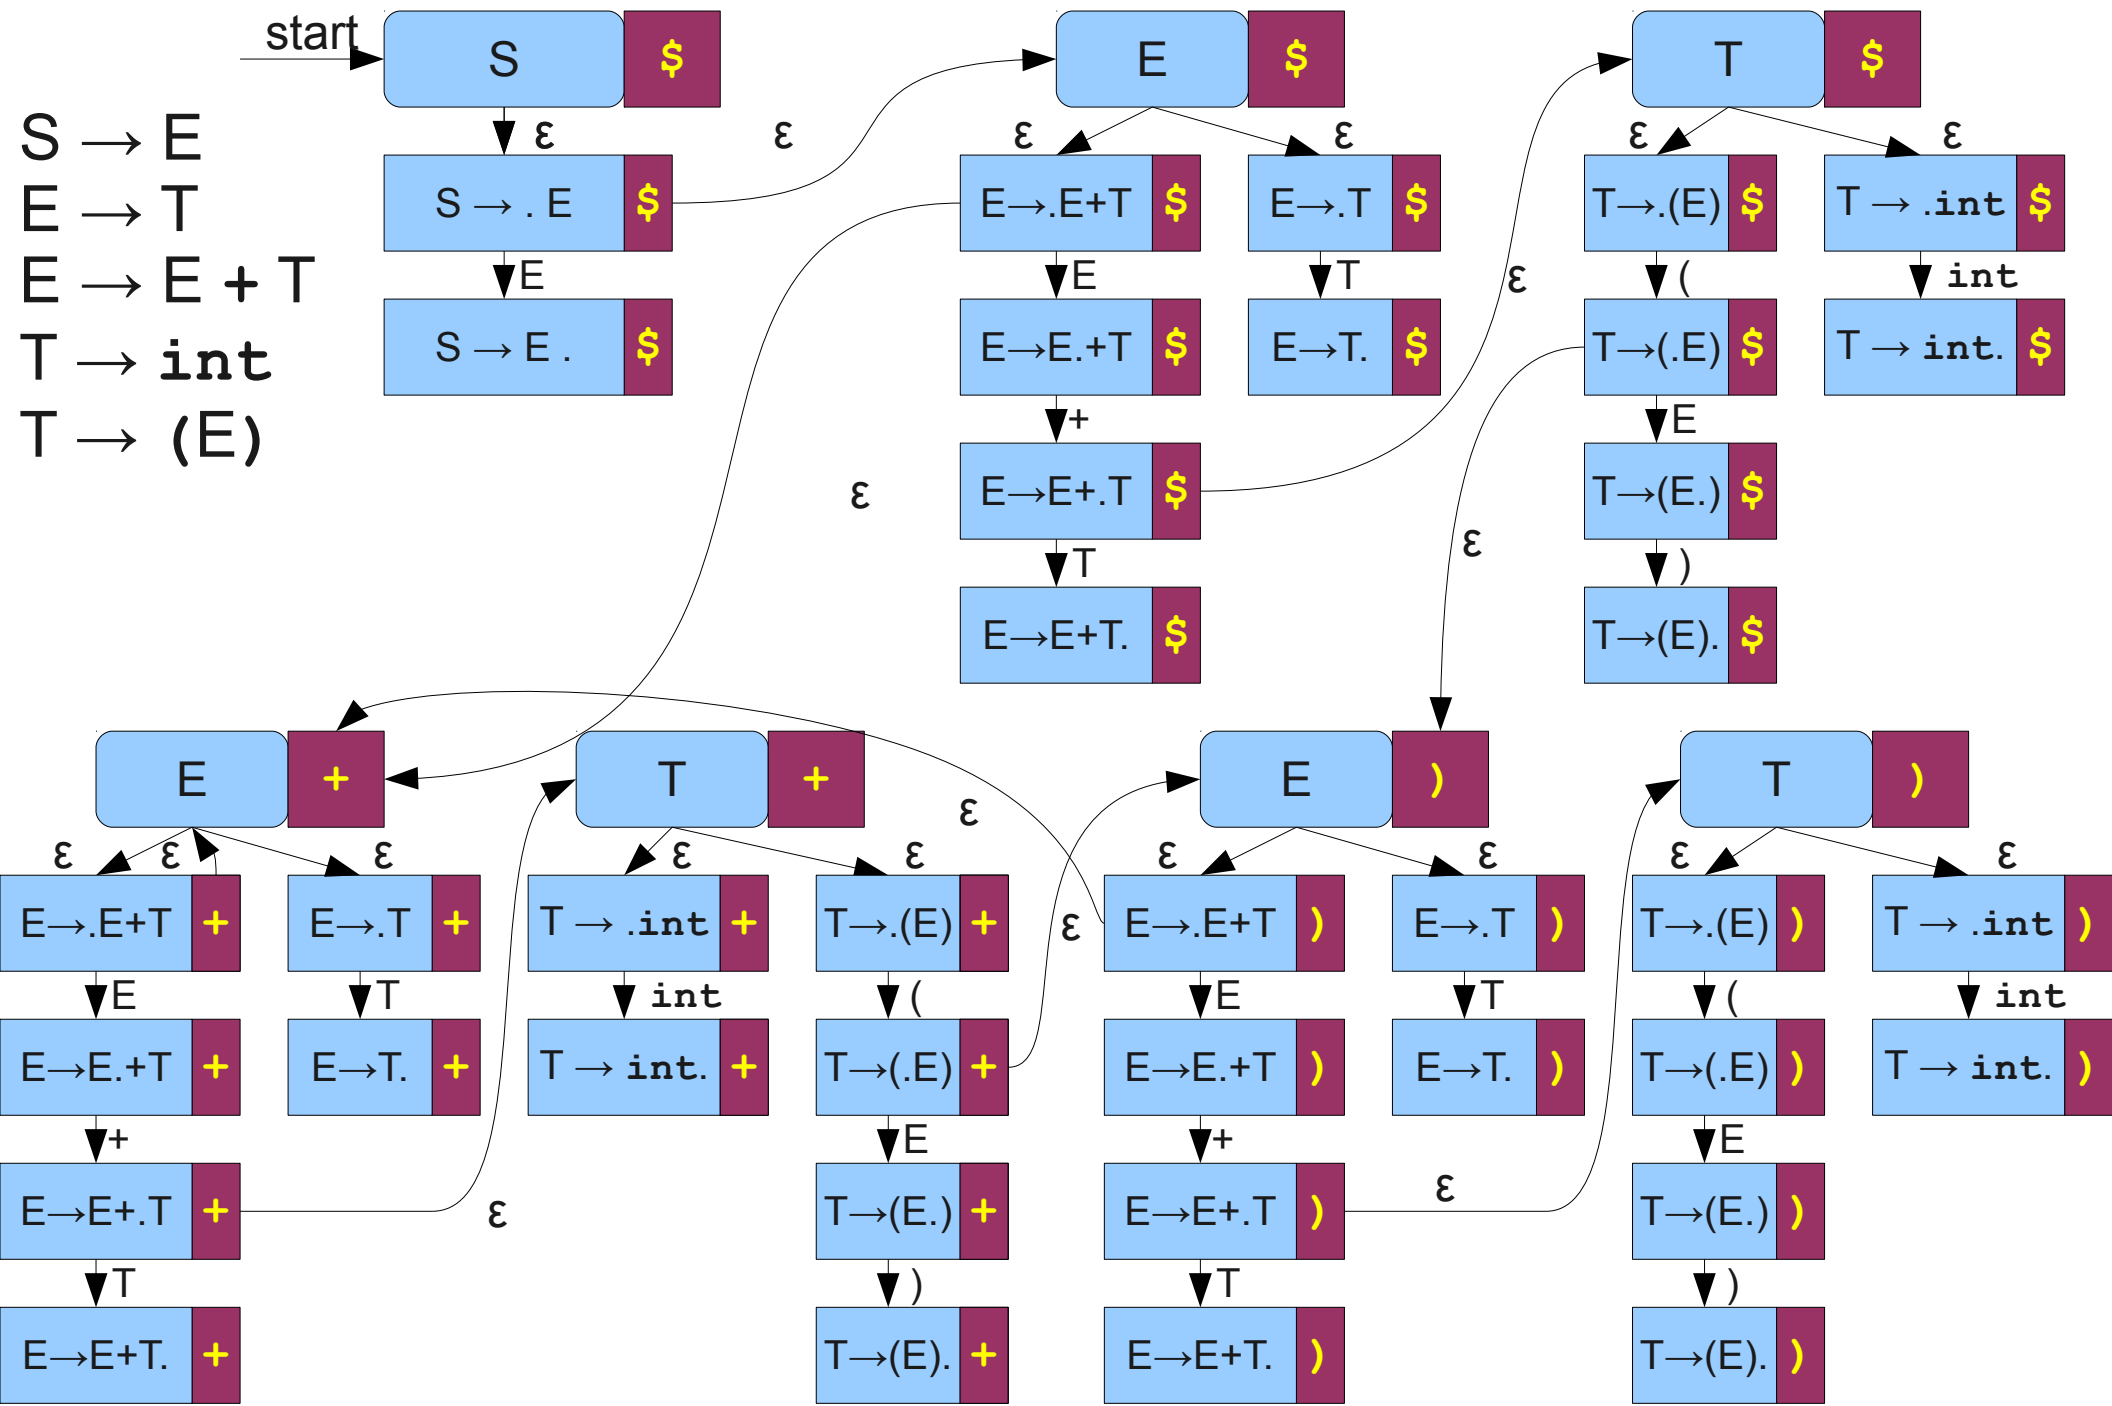 start
S $
E $
T $
S → E
E → T
E → E + T
T → int
T → (E)
ε ε ε ε ε ε
S → . E $
E→.E+T $
E→.T $
T→.(E) $
T → .int $
E E T ε ( int
S → E . $
E→E.+T $
E→T. $
T→(.E) $
T → int. $
+ E
ε
E→E+.T $
T→(E.) $
T ε )
E→E+T. $
T→(E). $
E +
T +
E )
T )
ε
ε ε ε ε ε ε ε ε ε
E→.E+T +
E→.T +
T → .int +
T→.(E) +
ε
E→.E+T )
E→.T )
T→.(E) )
T → .int )
E T int ( E T ( int
E→E.+T +
E→T. +
T → int. +
T→(.E) +
E→E.+T )
E→T. )
T→(.E) )
T → int. )
+ E + E
E→E+.T +
ε
T→(E.) +
E→E+.T )
ε
T→(E.) )
T ) T )
E→E+T. +
T→(E). +
E→E+T. )
T→(E). )